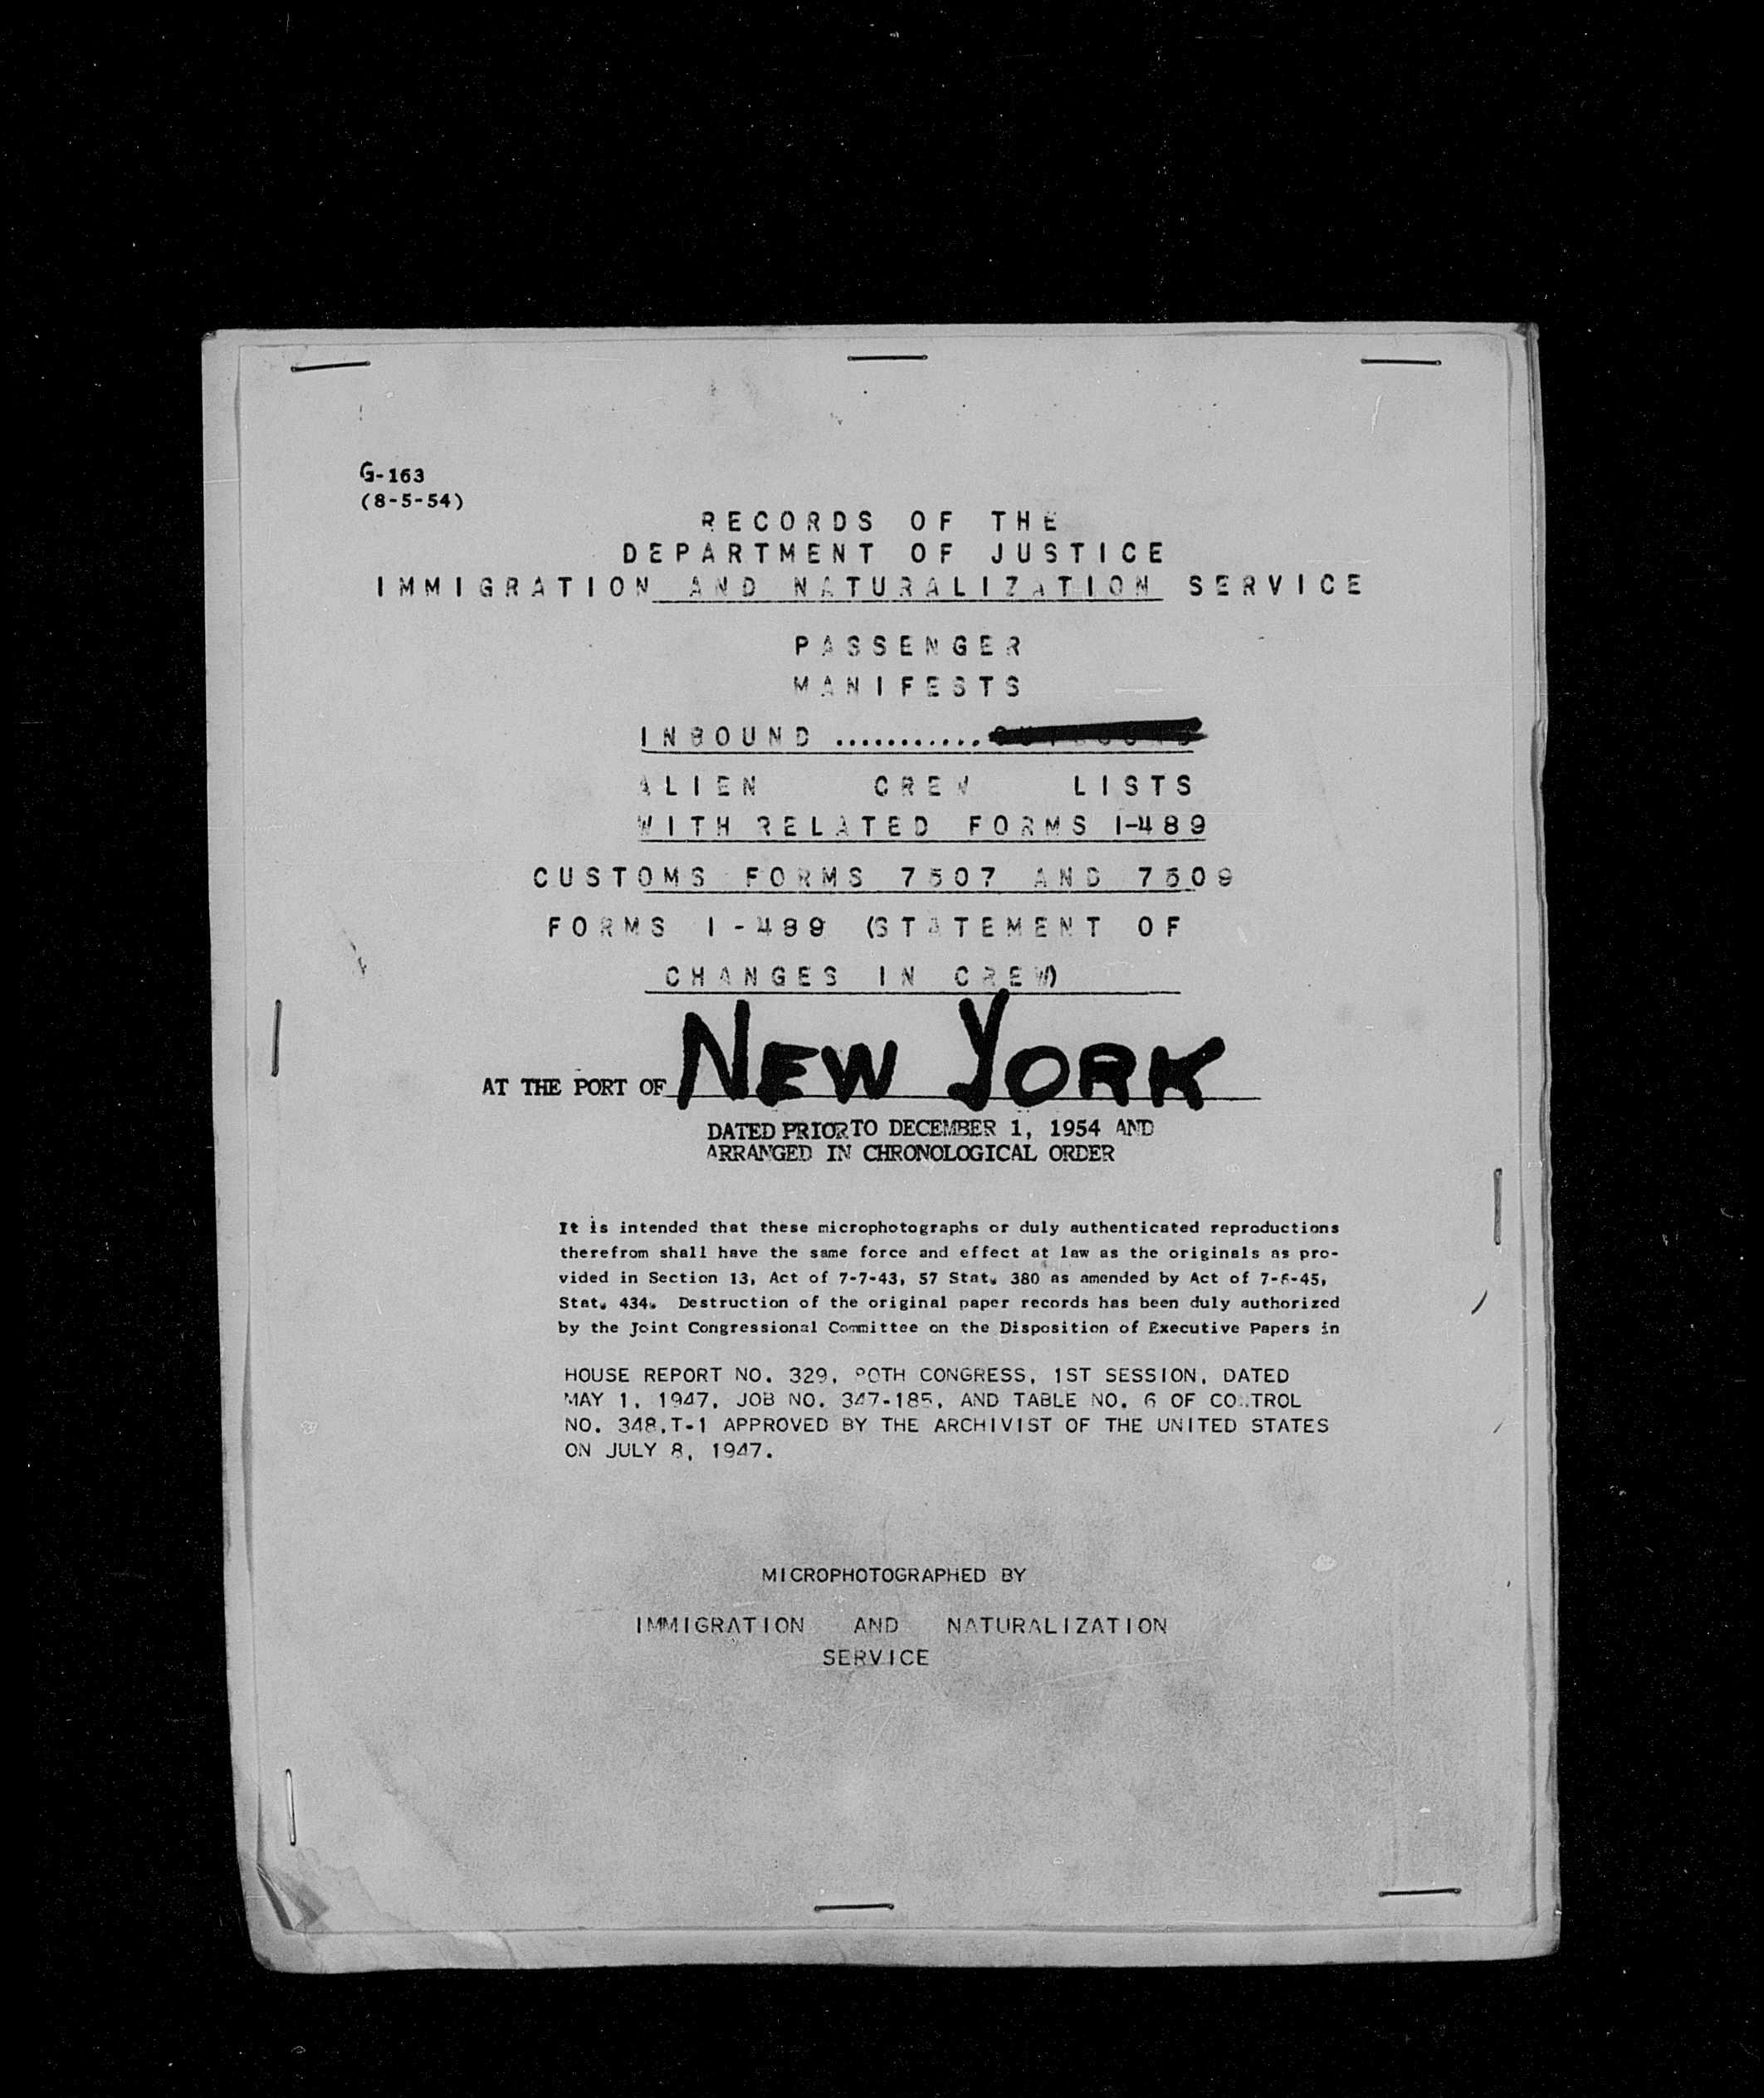 G-163
(8-5-54)
RECORDS OF THE
DEPARTMENT OF JUSTICE
IMMIGRATION AND NATURALIZATION SERVICE
PASSENGER
MANIFESTS
INBOUND ...........
ALIEN CREW LISTS
WITH RELATED FORMS I-489
CUSTOMS FORMS 7507 AND 7509
FORMS I-489 (STATEMENT OF
CHANGES IN CREW)
AT THE PORT OF NEW YORK
DATED PRIOR TO DECEMBER 1, 1954 AND
ARRANGED IN CHRONOLOGICAL ORDER
It is intended that these microphotographs or duly authenticated reproductions
therefrom shall have the same force and effect at law as the originals as pro-
vided in Section 13, Act of 7-7-43, 57 Stat. 380 as amended by Act of 7-6-45,
Stat. 434. Destruction of the original paper records has been duly authorized
by the Joint Congressional Committee on the Disposition of Executive Papers in
HOUSE REPORT NO. 329, 80TH CONGRESS, 1ST SESSION, DATED
MAY 1, 1947, JOB NO. 347-185, AND TABLE NO. 6 OF CONTROL
NO. 348,T-1 APPROVED BY THE ARCHIVIST OF THE UNITED STATES
ON JULY 8, 1947.
MICROPHOTOGRAPHED BY
IMMIGRATION AND NATURALIZATION
SERVICE